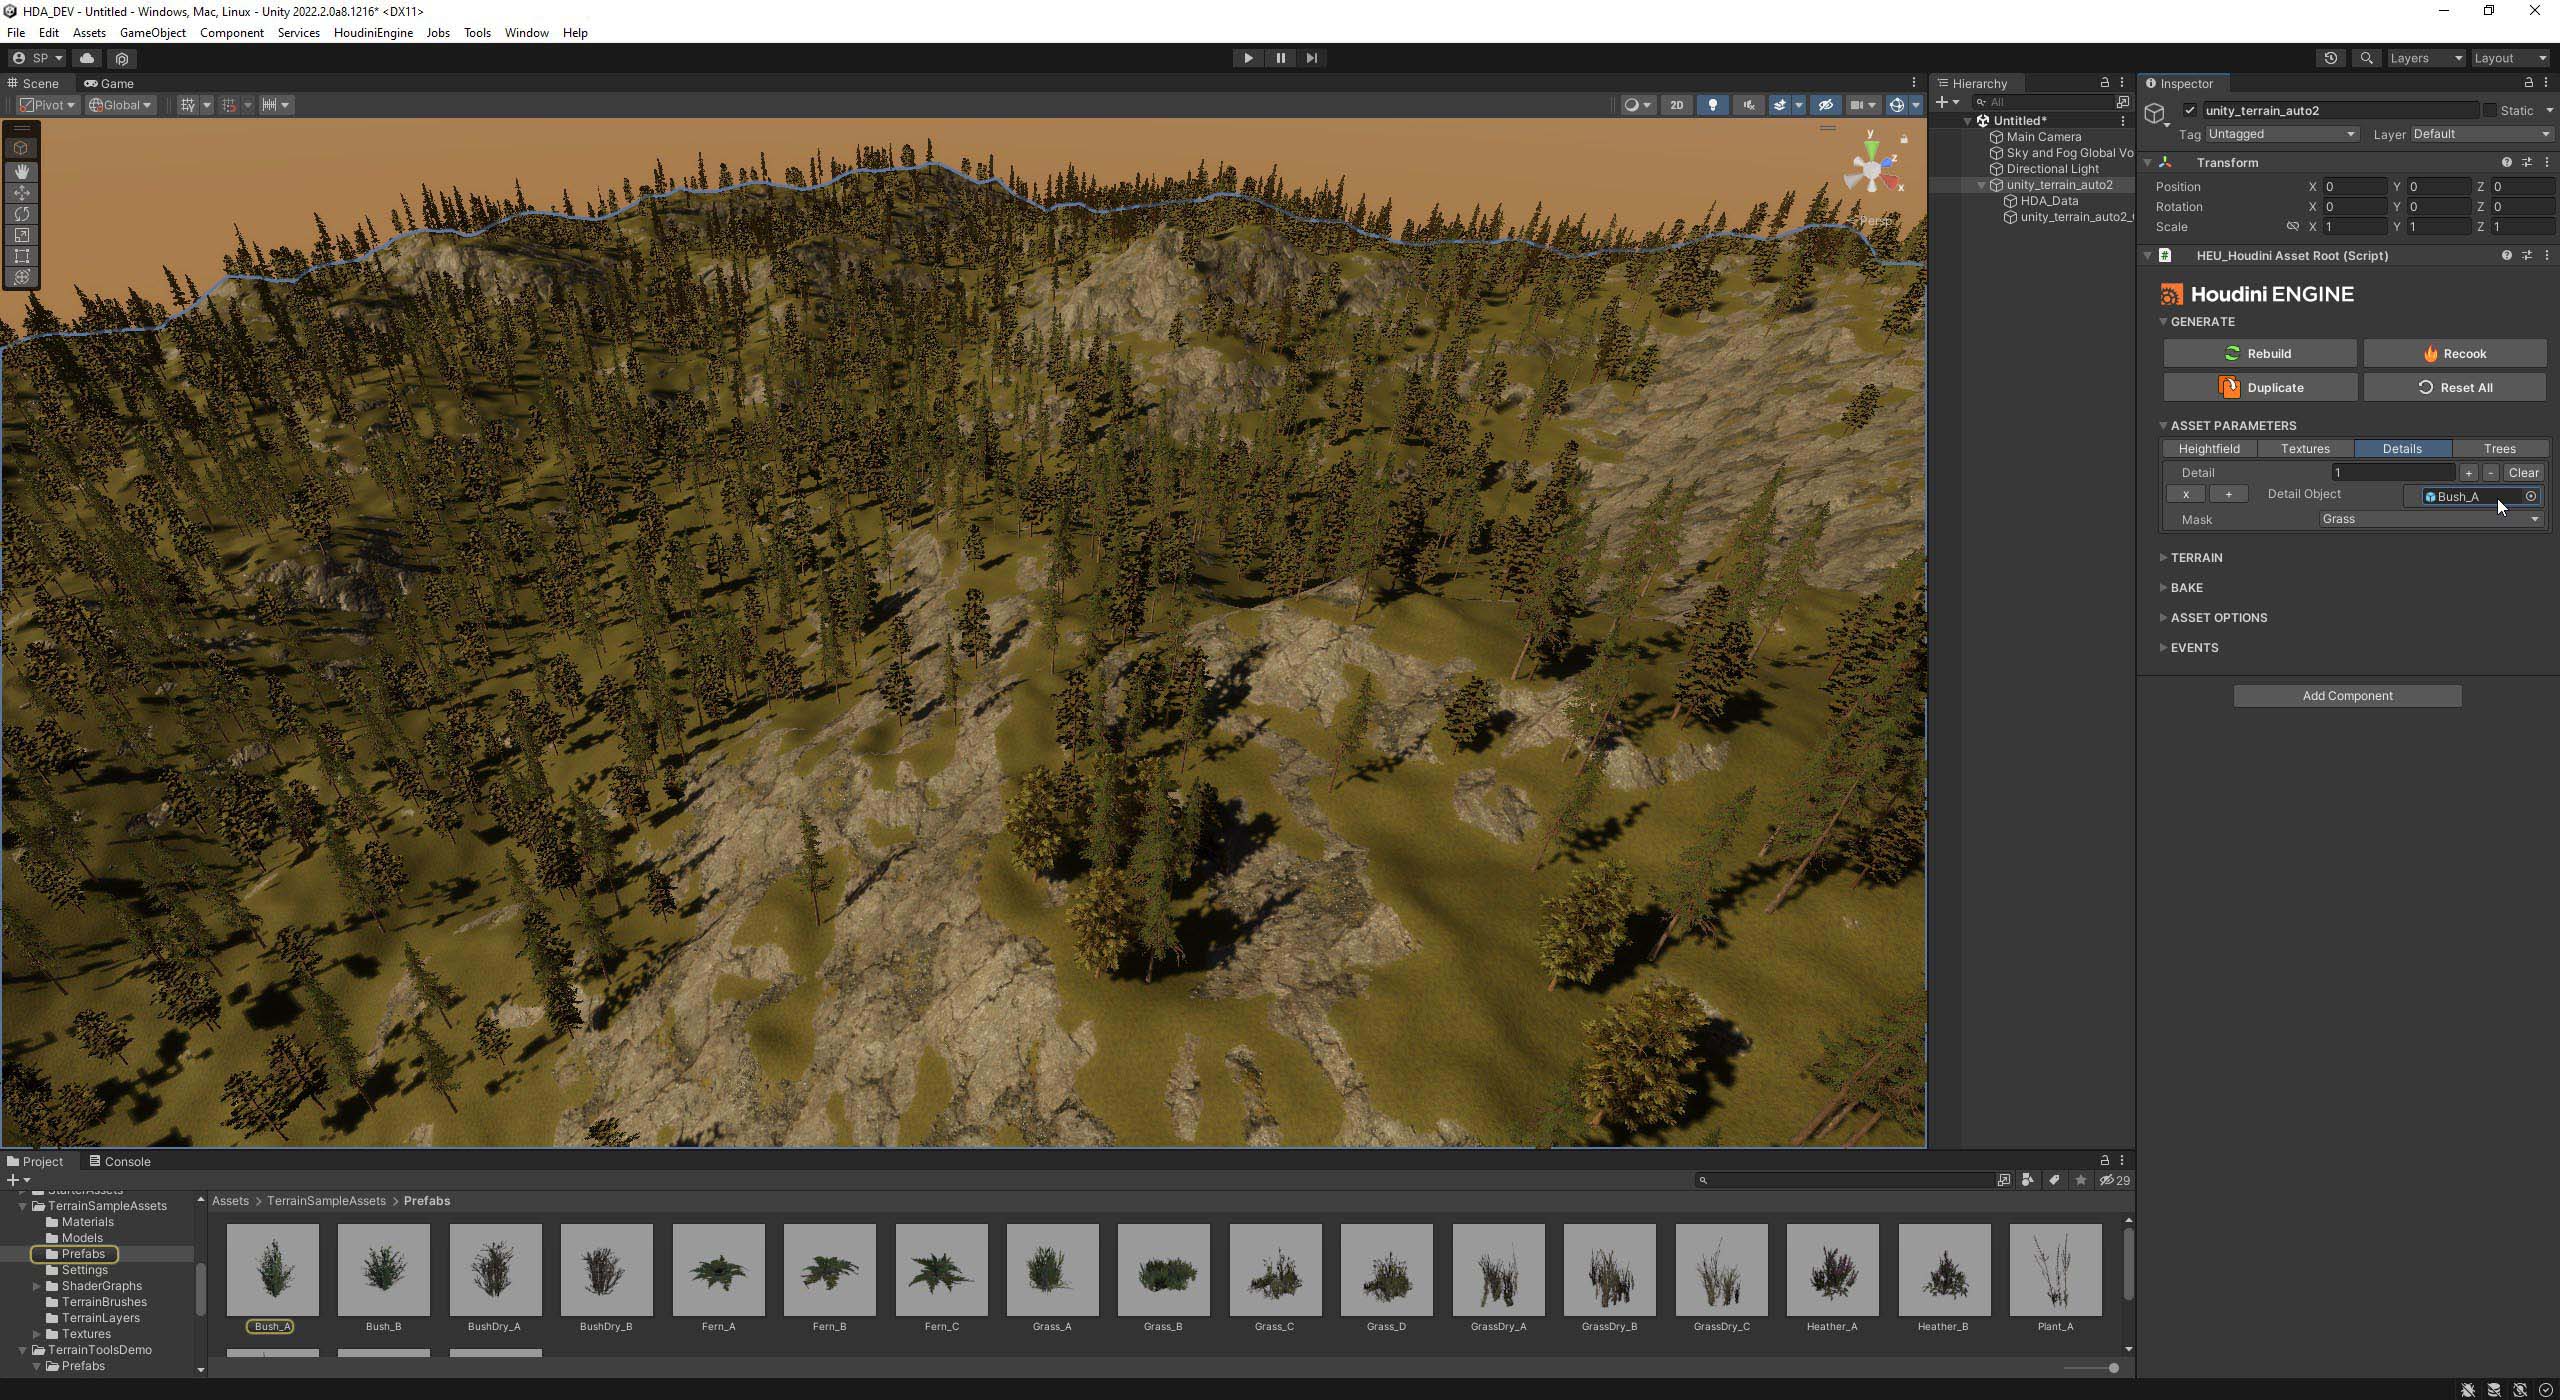 HDA_DEV - Untitled - Windows, Mac, Linux - Unity 2022.2.0a8.1216* <DX11>
File Edit Assets GameObject Component Services HoudiniEngine Jobs Tools Window Help
SP
Layers
Layout
Scene
Game
Pivot
Global
2D
y
z
x
Persp
Hierarchy
All
Untitled*
Main Camera
Sky and Fog Global Vo
Directional Light
unity_terrain_auto2
HDA_Data
unity_terrain_auto2_
Inspector
unity_terrain_auto2
Static
Tag Untagged
Layer Default
Transform
Position X 0 Y 0 Z 0
Rotation X 0 Y 0 Z 0
Scale X 1 Y 1 Z 1
HEU_Houdini Asset Root (Script)
Houdini ENGINE
GENERATE
Rebuild
Recook
Duplicate
Reset All
ASSET PARAMETERS
Heightfield Textures Details Trees
Detail 1 + - Clear
x + Detail Object Bush_A
Mask Grass
TERRAIN
BAKE
ASSET OPTIONS
EVENTS
Add Component
Project
Console
29
StarterAssets
TerrainSampleAssets
Materials
Models
Prefabs
Settings
ShaderGraphs
TerrainBrushes
TerrainLayers
Textures
TerrainToolsDemo
Prefabs
Assets > TerrainSampleAssets > Prefabs
Bush_A Bush_B BushDry_A BushDry_B Fern_A Fern_B Fern_C Grass_A Grass_B Grass_C Grass_D GrassDry_A GrassDry_B GrassDry_C Heather_A Heather_B Plant_A